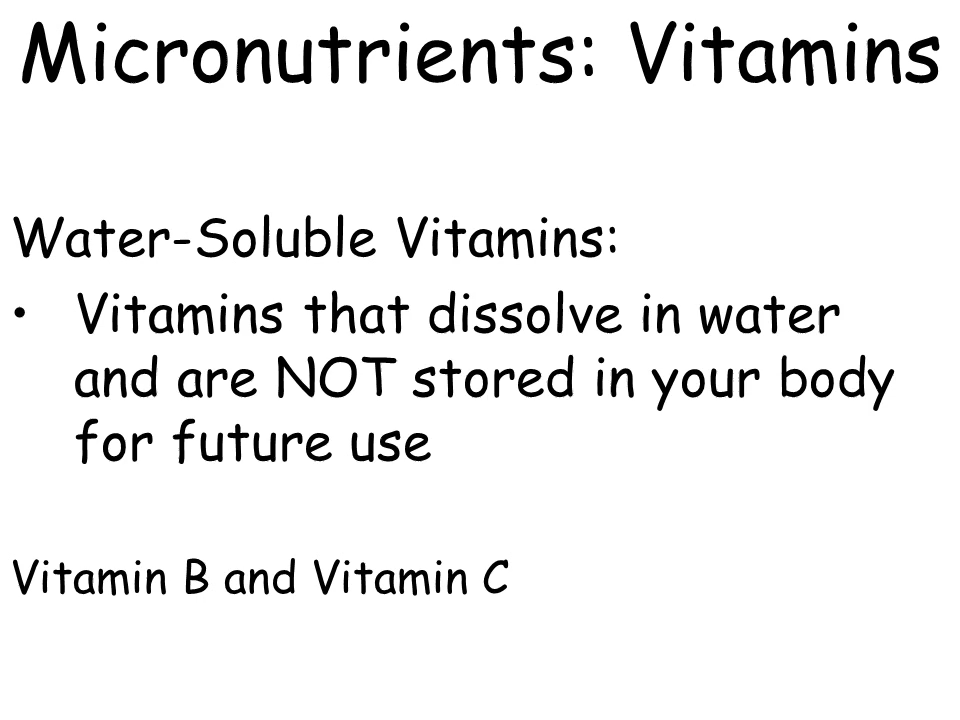 Micronutrients: Vitamins
Water-Soluble Vitamins:
• Vitamins that dissolve in water
and are NOT stored in your body
for future use
Vitamin B and Vitamin C